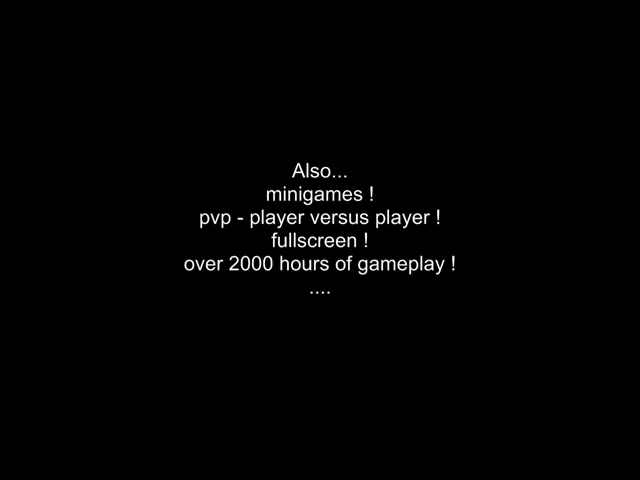 Also...
minigames !
pvp - player versus player !
fullscreen !
over 2000 hours of gameplay !
....